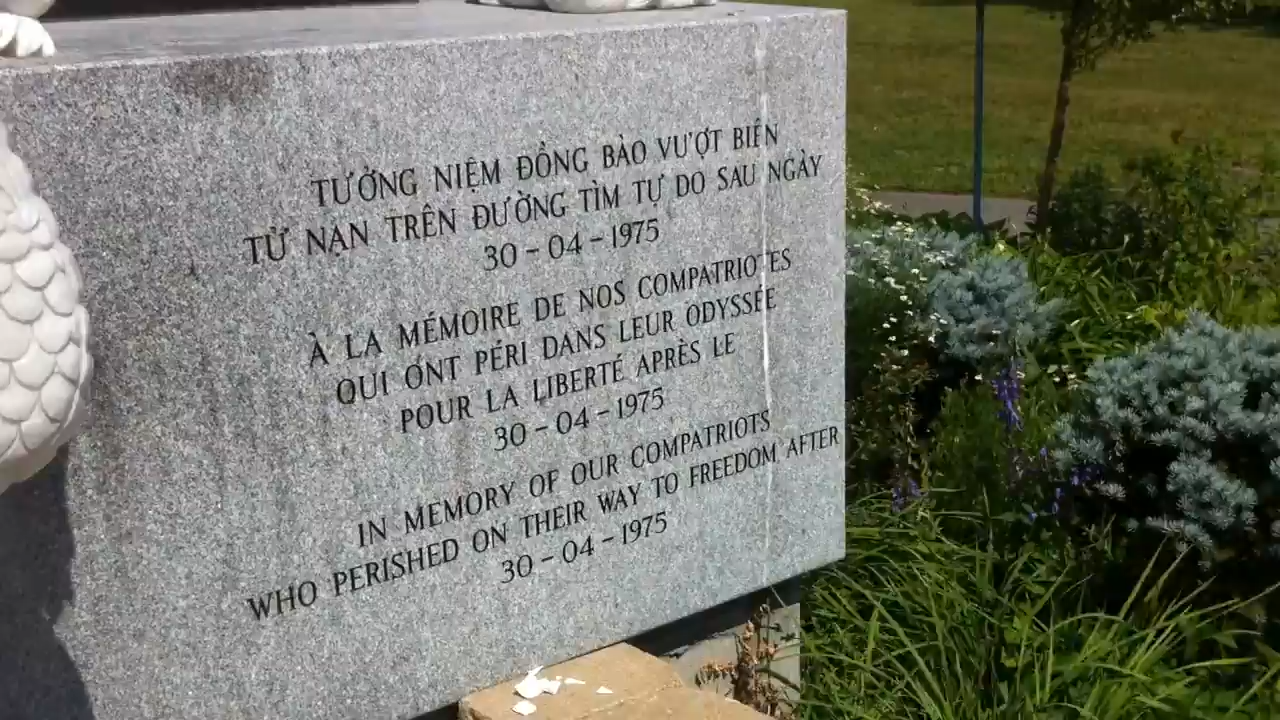 TƯỞNG NIỆM ĐỒNG BÀO VƯỢT BIÊN
TỬ NẠN TRÊN ĐƯỜNG TÌM TỰ DO SAU NGÀY
30 - 04 - 1975
À LA MÉMOIRE DE NOS COMPATRIOTES
QUI ONT PÉRI DANS LEUR ODYSSÉE
POUR LA LIBERTÉ APRÈS LE
30 - 04 - 1975
IN MEMORY OF OUR COMPATRIOTS
WHO PERISHED ON THEIR WAY TO FREEDOM AFTER
30 - 04 - 1975